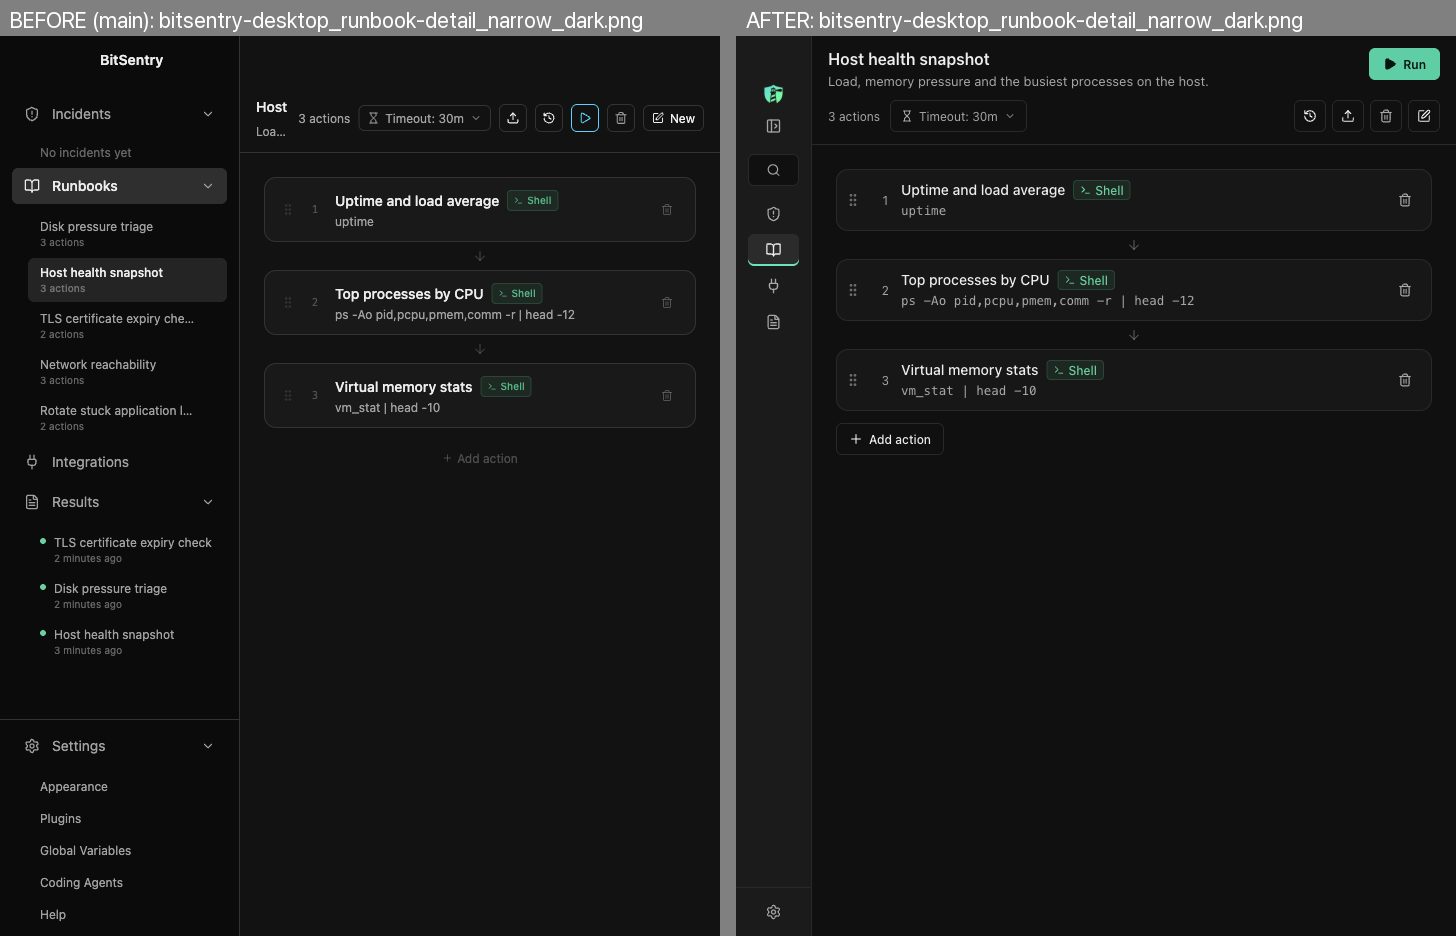 BEFORE (main): bitsentry-desktop_runbook-detail_narrow_dark.png
BitSentry
Incidents
No incidents yet
Runbooks
Disk pressure triage
3 actions
Host health snapshot
3 actions
TLS certificate expiry che...
2 actions
Network reachability
3 actions
Rotate stuck application l...
2 actions
Integrations
Results
TLS certificate expiry check
2 minutes ago
Disk pressure triage
2 minutes ago
Host health snapshot
3 minutes ago
Settings
Appearance
Plugins
Global Variables
Coding Agents
Help
Host
Loa...
3 actions
Timeout: 30m
New
1
Uptime and load average
Shell
uptime
2
Top processes by CPU
Shell
ps -Ao pid,pcpu,pmem,comm -r | head -12
3
Virtual memory stats
Shell
vm_stat | head -10
+ Add action
AFTER: bitsentry-desktop_runbook-detail_narrow_dark.png
Host health snapshot
Load, memory pressure and the busiest processes on the host.
Run
3 actions
Timeout: 30m
1
Uptime and load average
Shell
uptime
2
Top processes by CPU
Shell
ps -Ao pid,pcpu,pmem,comm -r | head -12
3
Virtual memory stats
Shell
vm_stat | head -10
+ Add action